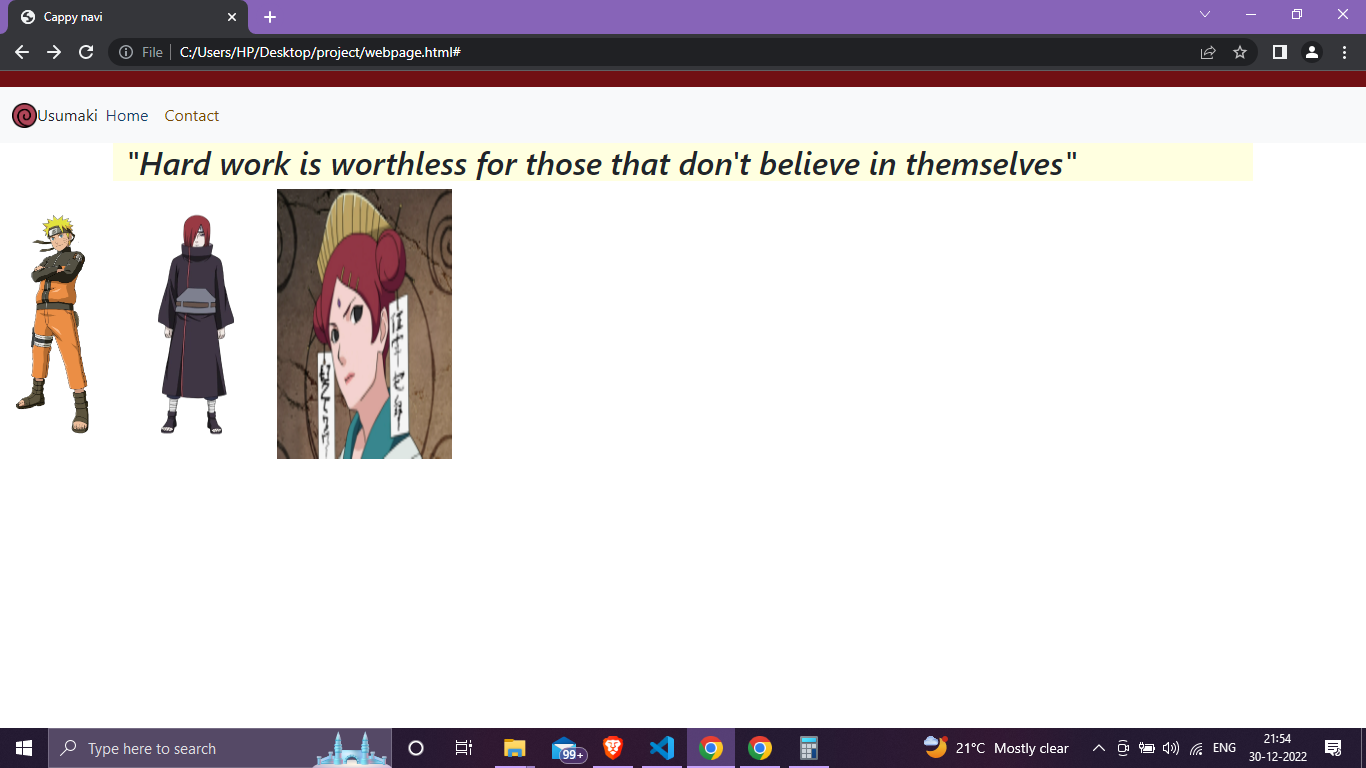 Cappy navi
File
C:/Users/HP/Desktop/project/webpage.html#
Usumaki Home Contact
"Hard work is worthless for those that don't believe in themselves"
Type here to search
99+
21°C Mostly clear
ENG
21:54
30-12-2022